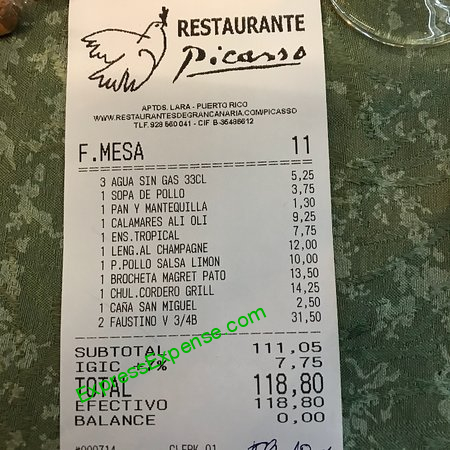 RESTAURANTE
Picasso
APTDS. LARA - PUERTO RICO
WWW.RESTAURANTESDEGRANCANARIA.COM/PICASSO
TLF.928 560 041 - CIF B-35486612
F.MESA 11
3 AGUA SIN GAS 33CL 5,25
1 SOPA DE POLLO 3,75
1 PAN Y MANTEQUILLA 1,30
1 CALAMARES ALI OLI 9,25
1 ENS.TROPICAL 7,75
1 LENG.AL CHAMPAGNE 12,00
1 P.POLLO SALSA LIMON 10,00
1 BROCHETA MAGRET PATO 13,50
1 CHUL.CORDERO GRILL 14,25
1 CAÑA SAN MIGUEL 2,50
2 FAUSTINO V 3/4B 31,50
SUBTOTAL 111,05
IGIC +7% 7,75
TOTAL 118,80
EFECTIVO 118,80
BALANCE 0,00
CLERK 01
ExpressExpense.com